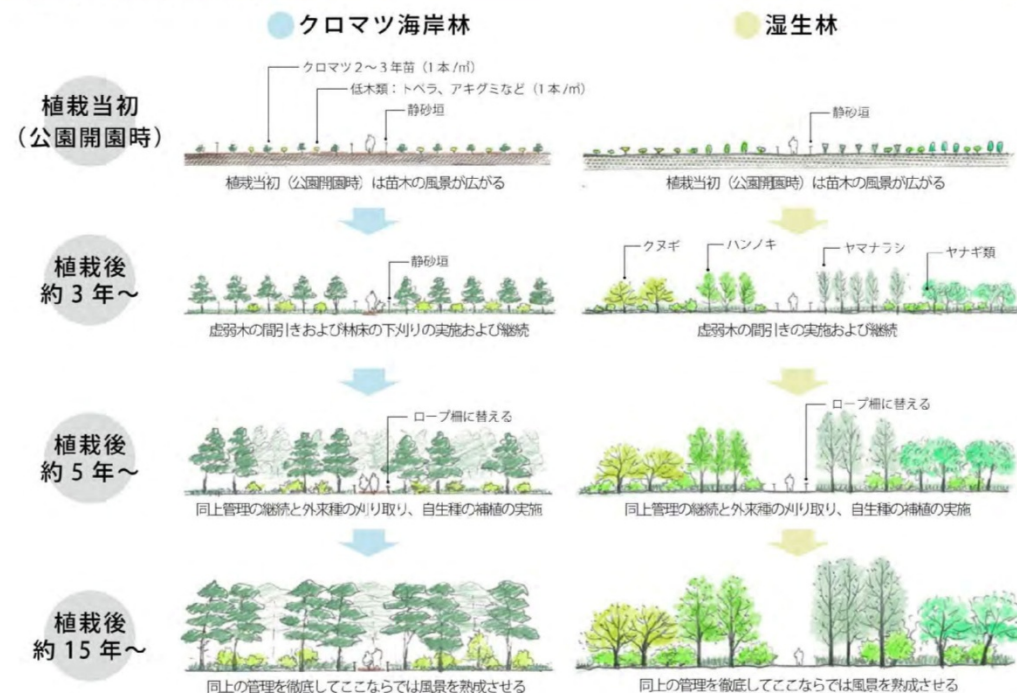 クロマツ海岸林
湿生林
植栽当初
(公園開園時)
クロマツ2~3年苗(1本/㎡)
低木類:トベラ、アキグミなど(1本/㎡)
静砂垣
植栽当初(公園開園時)は苗木の風景が広がる
静砂垣
植栽当初(公園開園時)は苗木の風景が広がる
植栽後
約3年~
静砂垣
虚弱木の間引きおよび林床の下刈りの実施および継続
クヌギ
ハンノキ
ヤマナラシ
ヤナギ類
虚弱木の間引きの実施および継続
植栽後
約5年~
ロープ柵に替える
同上管理の継続と外来種の刈り取り、自生種の補植の実施
ロープ柵に替える
同上管理の継続と外来種の刈り取り、自生種の補植の実施
植栽後
約15年~
同上の管理を徹底してここならでは風景を熟成させる
同上の管理を徹底してここならでは風景を熟成させる